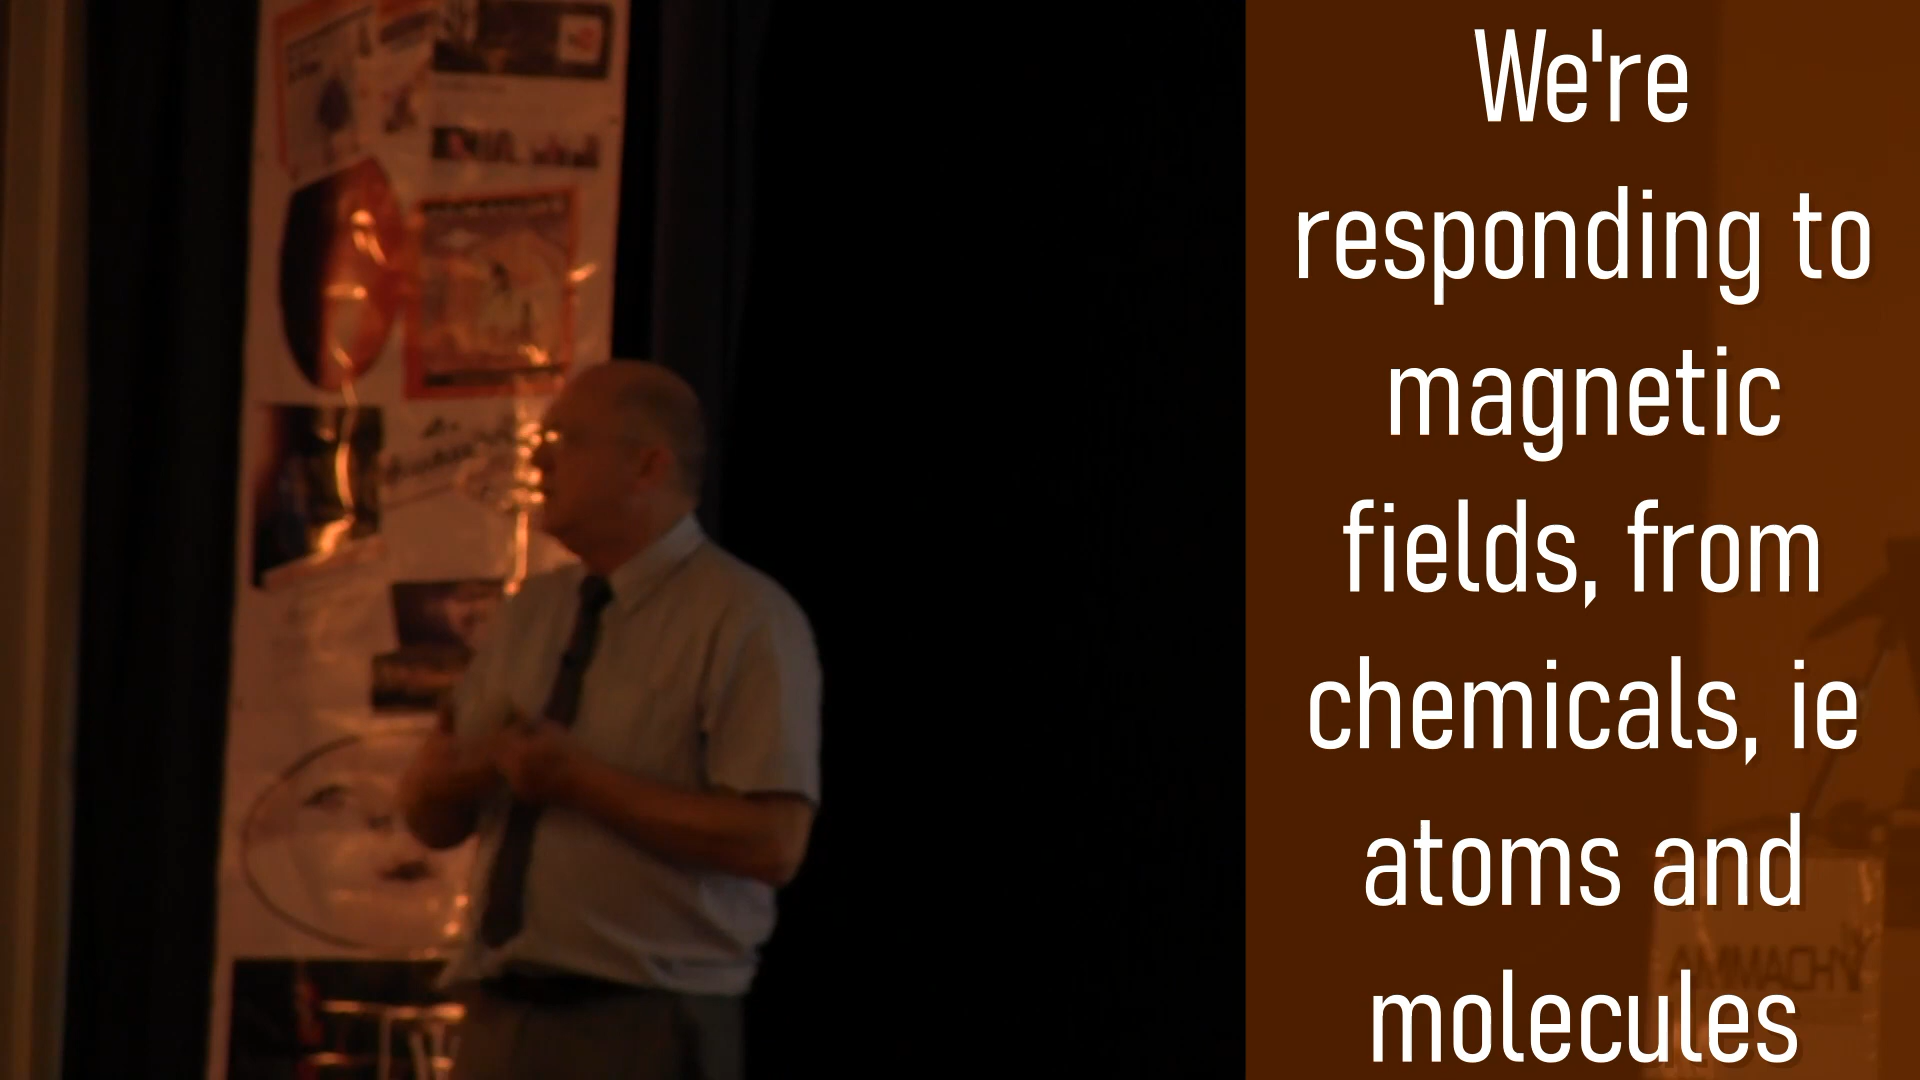 We're
responding to
magnetic
fields, from
chemicals, ie
atoms and
molecules